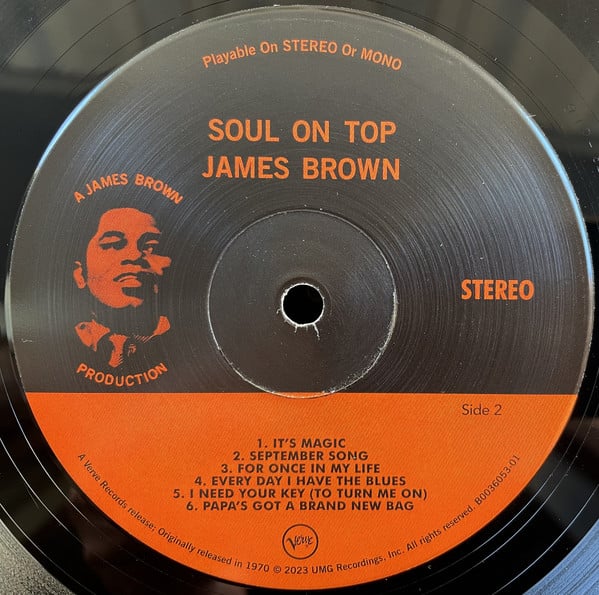 Playable On STEREO Or MONO
SOUL ON TOP
JAMES BROWN
A JAMES BROWN
PRODUCTION
STEREO
Side 2
1. IT'S MAGIC
2. SEPTEMBER SONG
3. FOR ONCE IN MY LIFE
4. EVERY DAY I HAVE THE BLUES
5. I NEED YOUR KEY (TO TURN ME ON)
6. PAPA'S GOT A BRAND NEW BAG
Verve
A Verve Records release; Originally released in 1970 © 2023 UMG Recordings, Inc. All rights reserved. B0036053-01